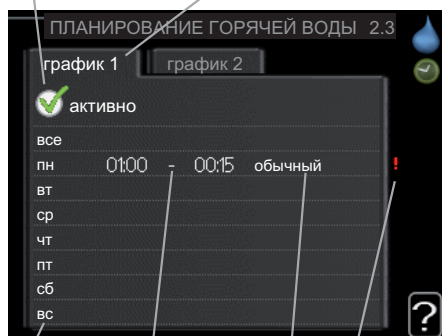 ПЛАНИРОВАНИЕ ГОРЯЧЕЙ ВОДЫ 2.3
график 1 график 2
активно
все
пн 01:00 - 00:15 обычный !
вт
ср
чт
пт
сб
вс ?